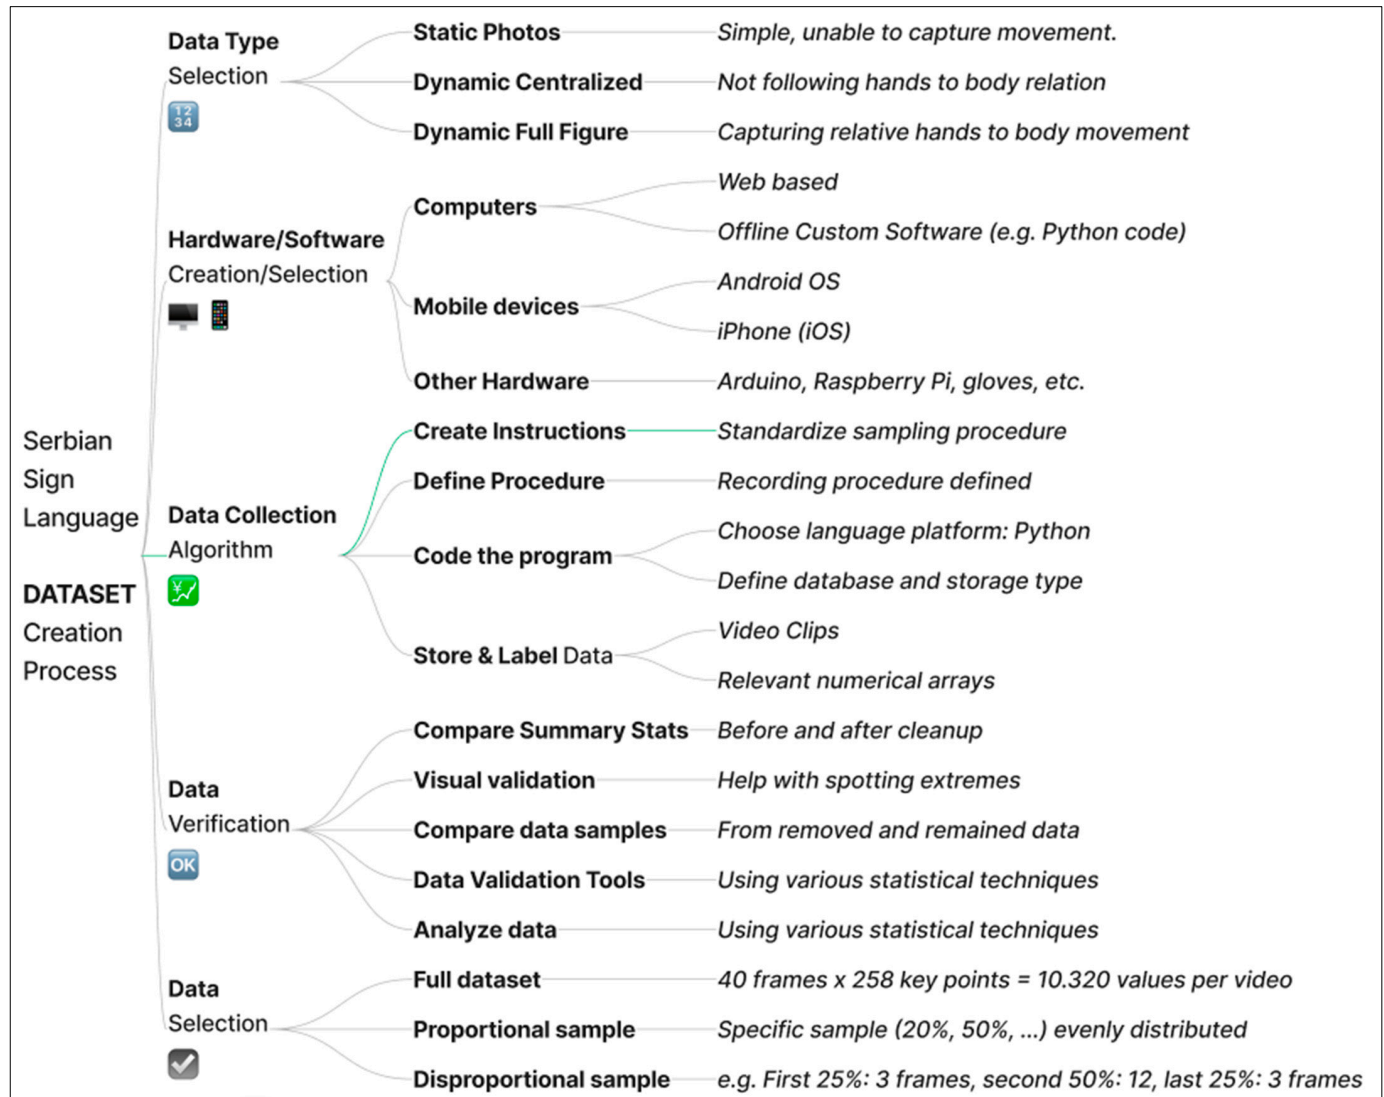 Serbian
Sign
Language
DATASET
Creation
Process
Data Type
Selection
1234
Static Photos
Simple, unable to capture movement.
Dynamic Centralized
Not following hands to body relation
Dynamic Full Figure
Capturing relative hands to body movement
Hardware/Software
Creation/Selection
Computers
Web based
Offline Custom Software (e.g. Python code)
Mobile devices
Android OS
iPhone (iOS)
Other Hardware
Arduino, Raspberry Pi, gloves, etc.
Data Collection
Algorithm
¥
Create Instructions
Standardize sampling procedure
Define Procedure
Recording procedure defined
Code the program
Choose language platform: Python
Define database and storage type
Store & Label Data
Video Clips
Relevant numerical arrays
Data
Verification
OK
Compare Summary Stats
Before and after cleanup
Visual validation
Help with spotting extremes
Compare data samples
From removed and remained data
Data Validation Tools
Using various statistical techniques
Analyze data
Using various statistical techniques
Data
Selection
Full dataset
40 frames x 258 key points = 10.320 values per video
Proportional sample
Specific sample (20%, 50%, ...) evenly distributed
Disproportional sample
e.g. First 25%: 3 frames, second 50%: 12, last 25%: 3 frames